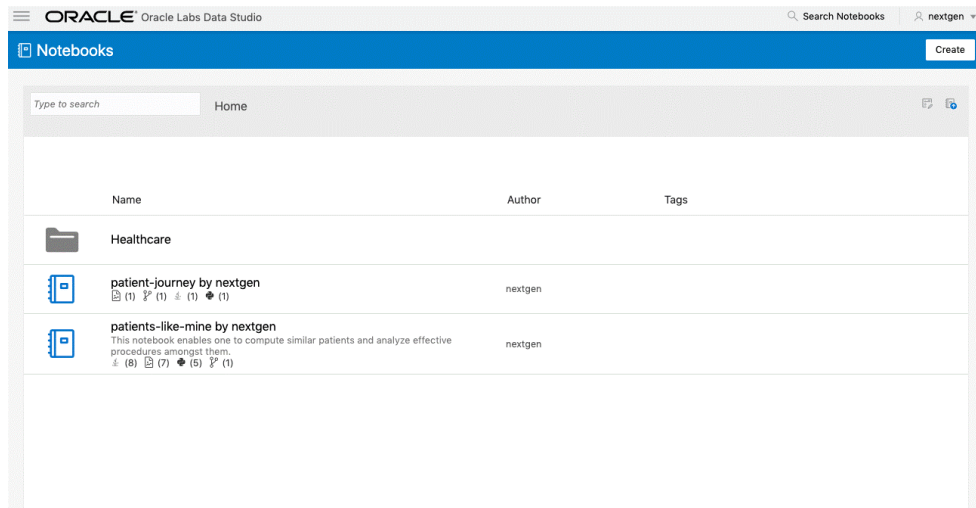 ORACLE® Oracle Labs Data Studio
Search Notebooks
nextgen
Notebooks
Create
Type to search
Home
Name Author Tags
Healthcare
patient-journey by nextgen
(1) (1) (1) (1)
nextgen
patients-like-mine by nextgen
This notebook enables one to compute similar patients and analyze effective
procedures amongst them.
(8) (7) (5) (1)
nextgen